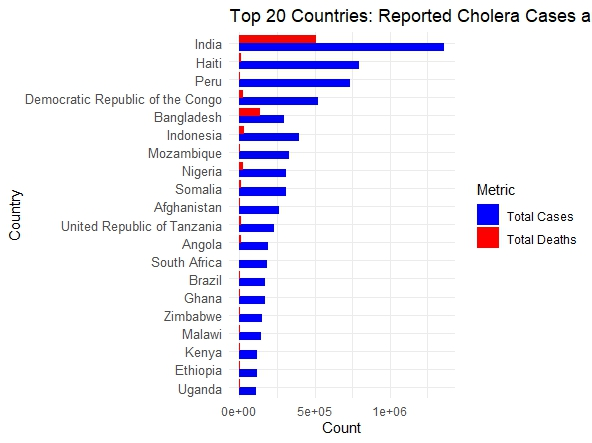 Top 20 Countries: Reported Cholera Cases a
India
Haiti
Peru
Democratic Republic of the Congo
Bangladesh
Indonesia
Mozambique
Nigeria
Somalia
Afghanistan
United Republic of Tanzania
Angola
South Africa
Brazil
Ghana
Zimbabwe
Malawi
Kenya
Ethiopia
Uganda
Country
0e+00 5e+05 1e+06
Count
Metric
Total Cases
Total Deaths